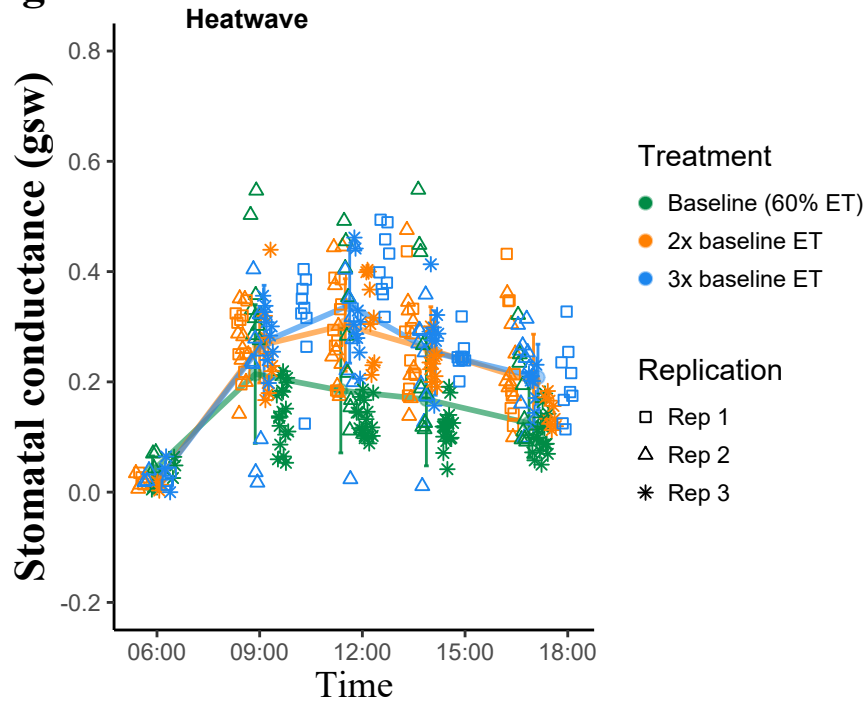 g
Heatwave
Stomatal conductance (gsw)
0.8
0.6
0.4
0.2
0.0
-0.2
06:00 09:00 12:00 15:00 18:00
Time
Treatment
Baseline (60% ET)
2x baseline ET
3x baseline ET
Replication
Rep 1
Rep 2
Rep 3